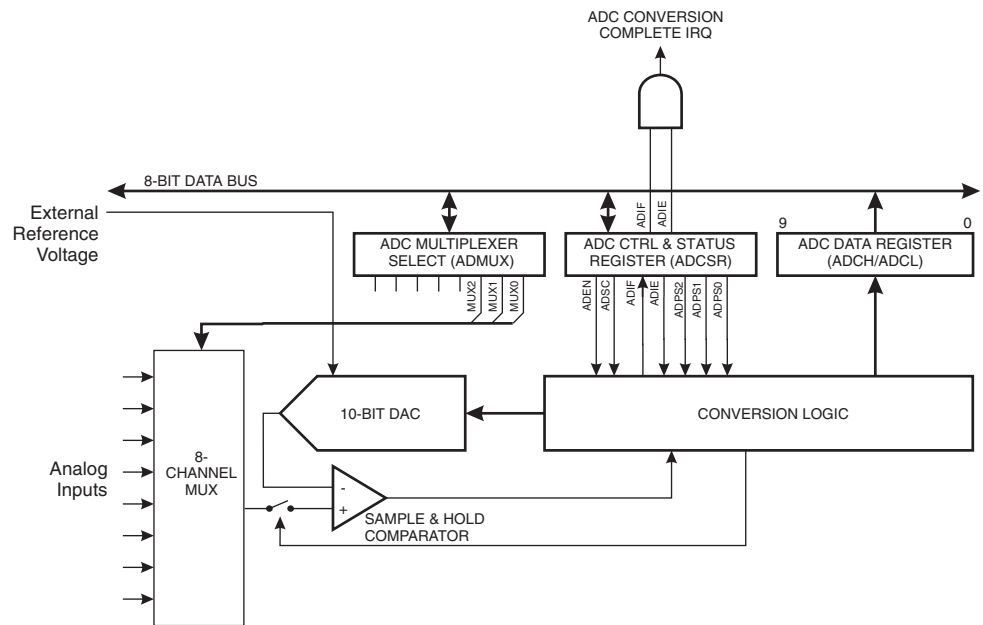 ADC CONVERSION
COMPLETE IRQ
8-BIT DATA BUS
ADIF
ADIE
External
Reference
Voltage
ADC MULTIPLEXER
SELECT (ADMUX)
ADC CTRL & STATUS
REGISTER (ADCSR)
9
0
ADC DATA REGISTER
(ADCH/ADCL)
MUX2
MUX1
MUX0
ADEN
ADSC
ADIF
ADIE
ADPS2
ADPS1
ADPS0
10-BIT DAC
CONVERSION LOGIC
Analog
Inputs
8-
CHANNEL
MUX
-
+
SAMPLE & HOLD
COMPARATOR